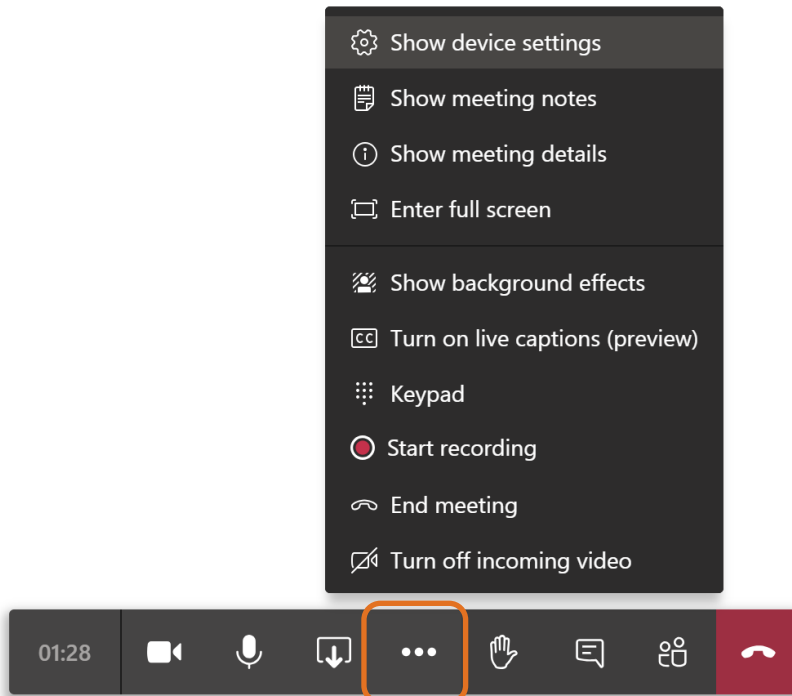 Show device settings
Show meeting notes
Show meeting details
Enter full screen
Show background effects
CC Turn on live captions (preview)
Keypad
Start recording
End meeting
Turn off incoming video
01:28